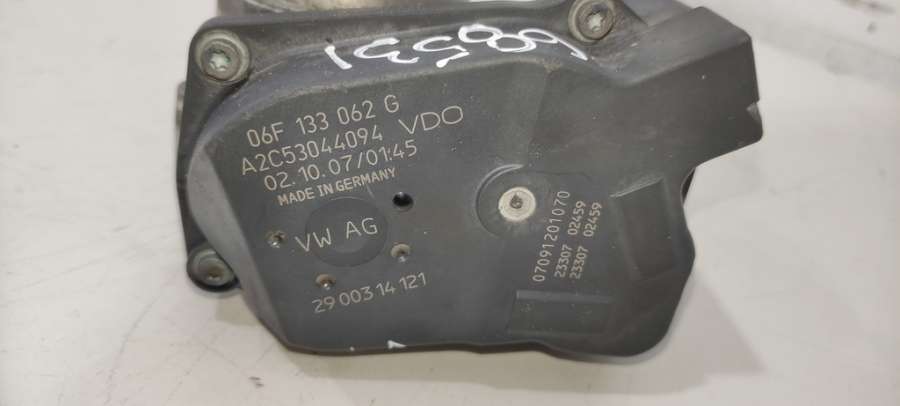 06F 133 062 G
A2C53044094 VDO
02.10.07/01:45
MADE IN GERMANY
VW AG
29 003 14 121
07091201070
23307 02459
23307 02459